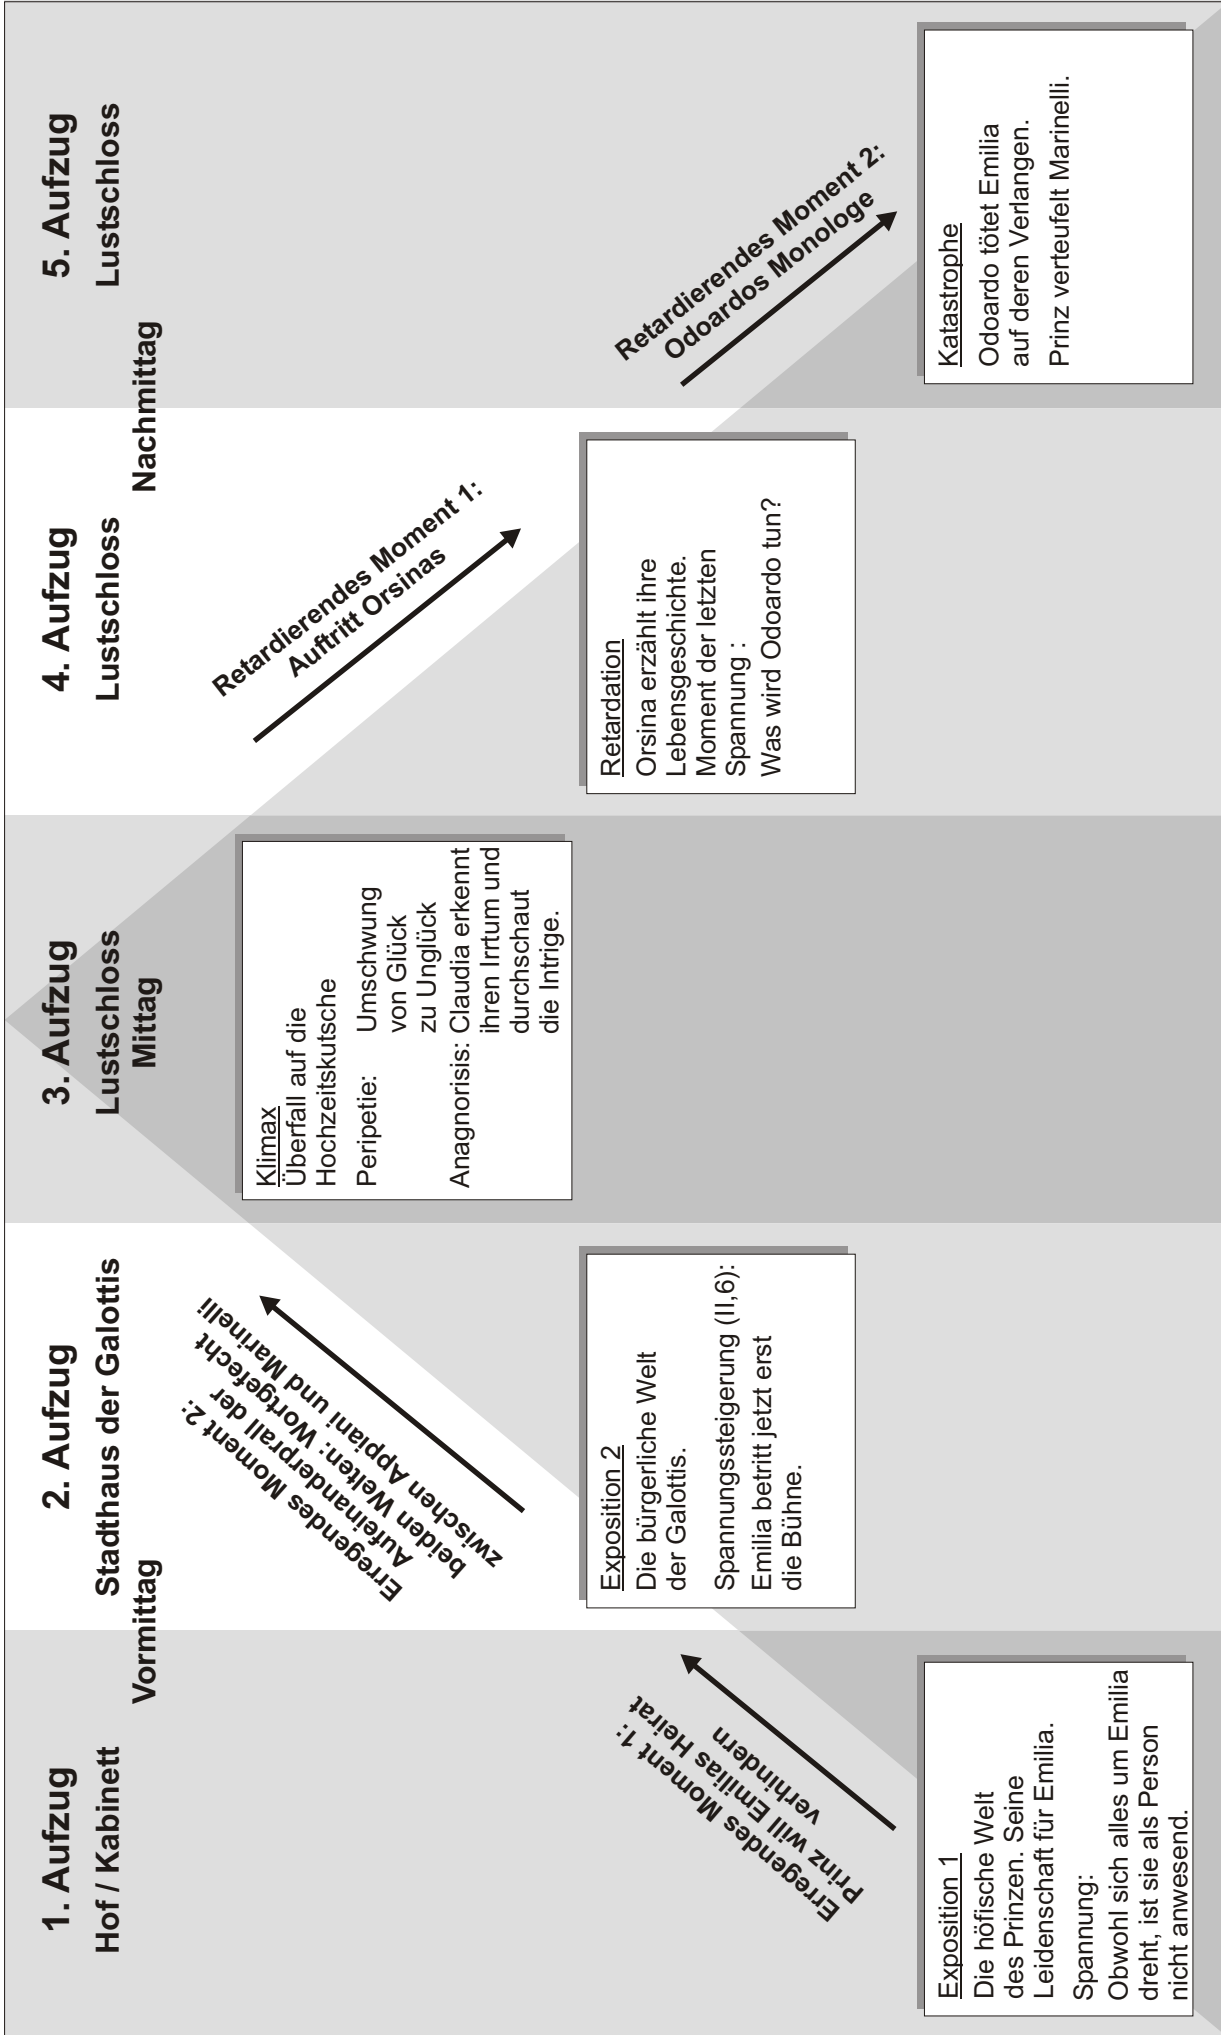 1. Aufzug
Hof / Kabinett
2. Aufzug
Stadthaus der Galottis
Vormittag
3. Aufzug
Lustschloss
Mittag
4. Aufzug
Lustschloss
5. Aufzug
Lustschloss
Nachmittag
Erregendes Moment 1:
Prinz will Emilias Heirat
verhindern
Exposition 1
Die höfische Welt
des Prinzen. Seine
Leidenschaft für Emilia.
Spannung:
Obwohl sich alles um Emilia
dreht, ist sie als Person
nicht anwesend.
Erregendes Moment 2:
Aufeinanderprall der
beiden Welten: Wortgefecht
zwischen Appiani und Marinelli
Exposition 2
Die bürgerliche Welt
der Galottis.
Spannungssteigerung (II,6):
Emilia betritt jetzt erst
die Bühne.
Klimax
Überfall auf die
Hochzeitskutsche
Peripetie: Umschwung
von Glück
zu Unglück
Anagnorisis: Claudia erkennt
ihren Irrtum und
durchschaut
die Intrige.
Retardierendes Moment 1:
Auftritt Orsinas
Retardation
Orsina erzählt ihre
Lebensgeschichte.
Moment der letzten
Spannung :
Was wird Odoardo tun?
Retardierendes Moment 2:
Odoardos Monologe
Katastrophe
Odoardo tötet Emilia
auf deren Verlangen.
Prinz verteufelt Marinelli.